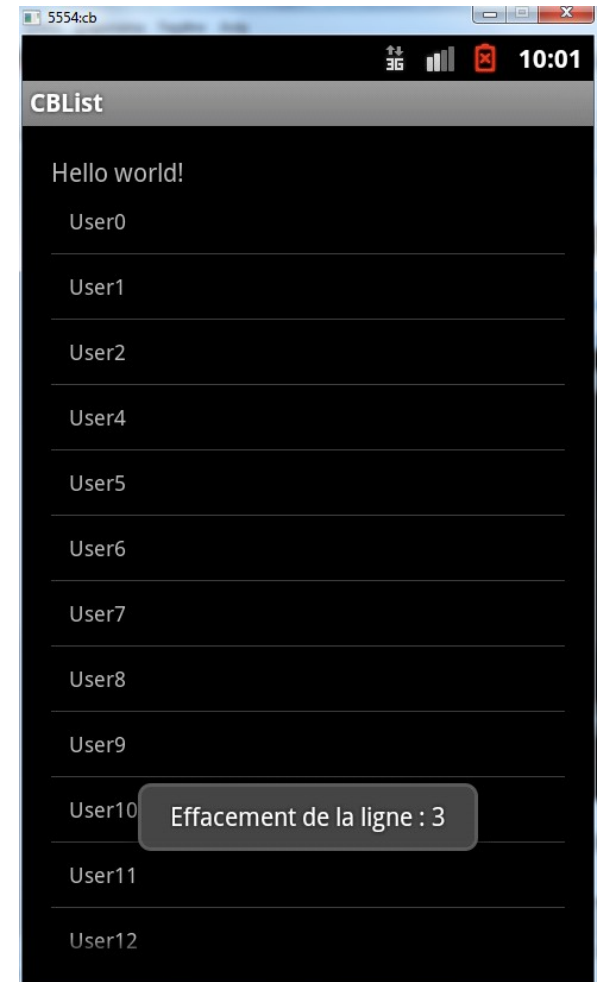 5554:cb
3G 10:01
CBList
Hello world!
User0
User1
User2
User4
User5
User6
User7
User8
User9
User10
Effacement de la ligne : 3
User11
User12